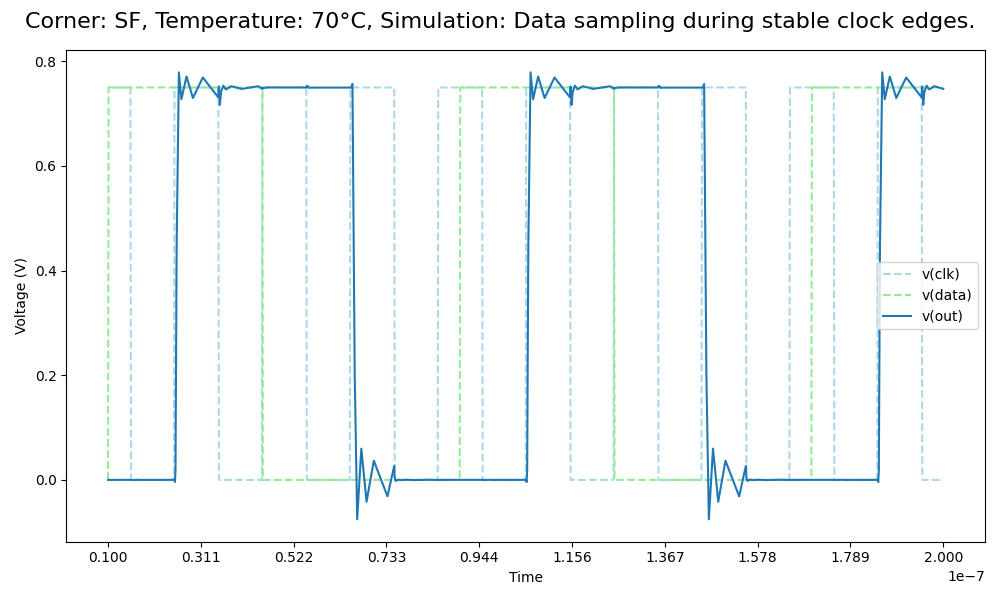 Corner: SF, Temperature: 70°C, Simulation: Data sampling during stable clock edges.
0.8
0.6
0.4
0.2
0.0
Voltage (V)
v(clk)
v(data)
v(out)
0.100 0.311 0.522 0.733 0.944 1.156 1.367 1.578 1.789 2.000
Time
1e−7